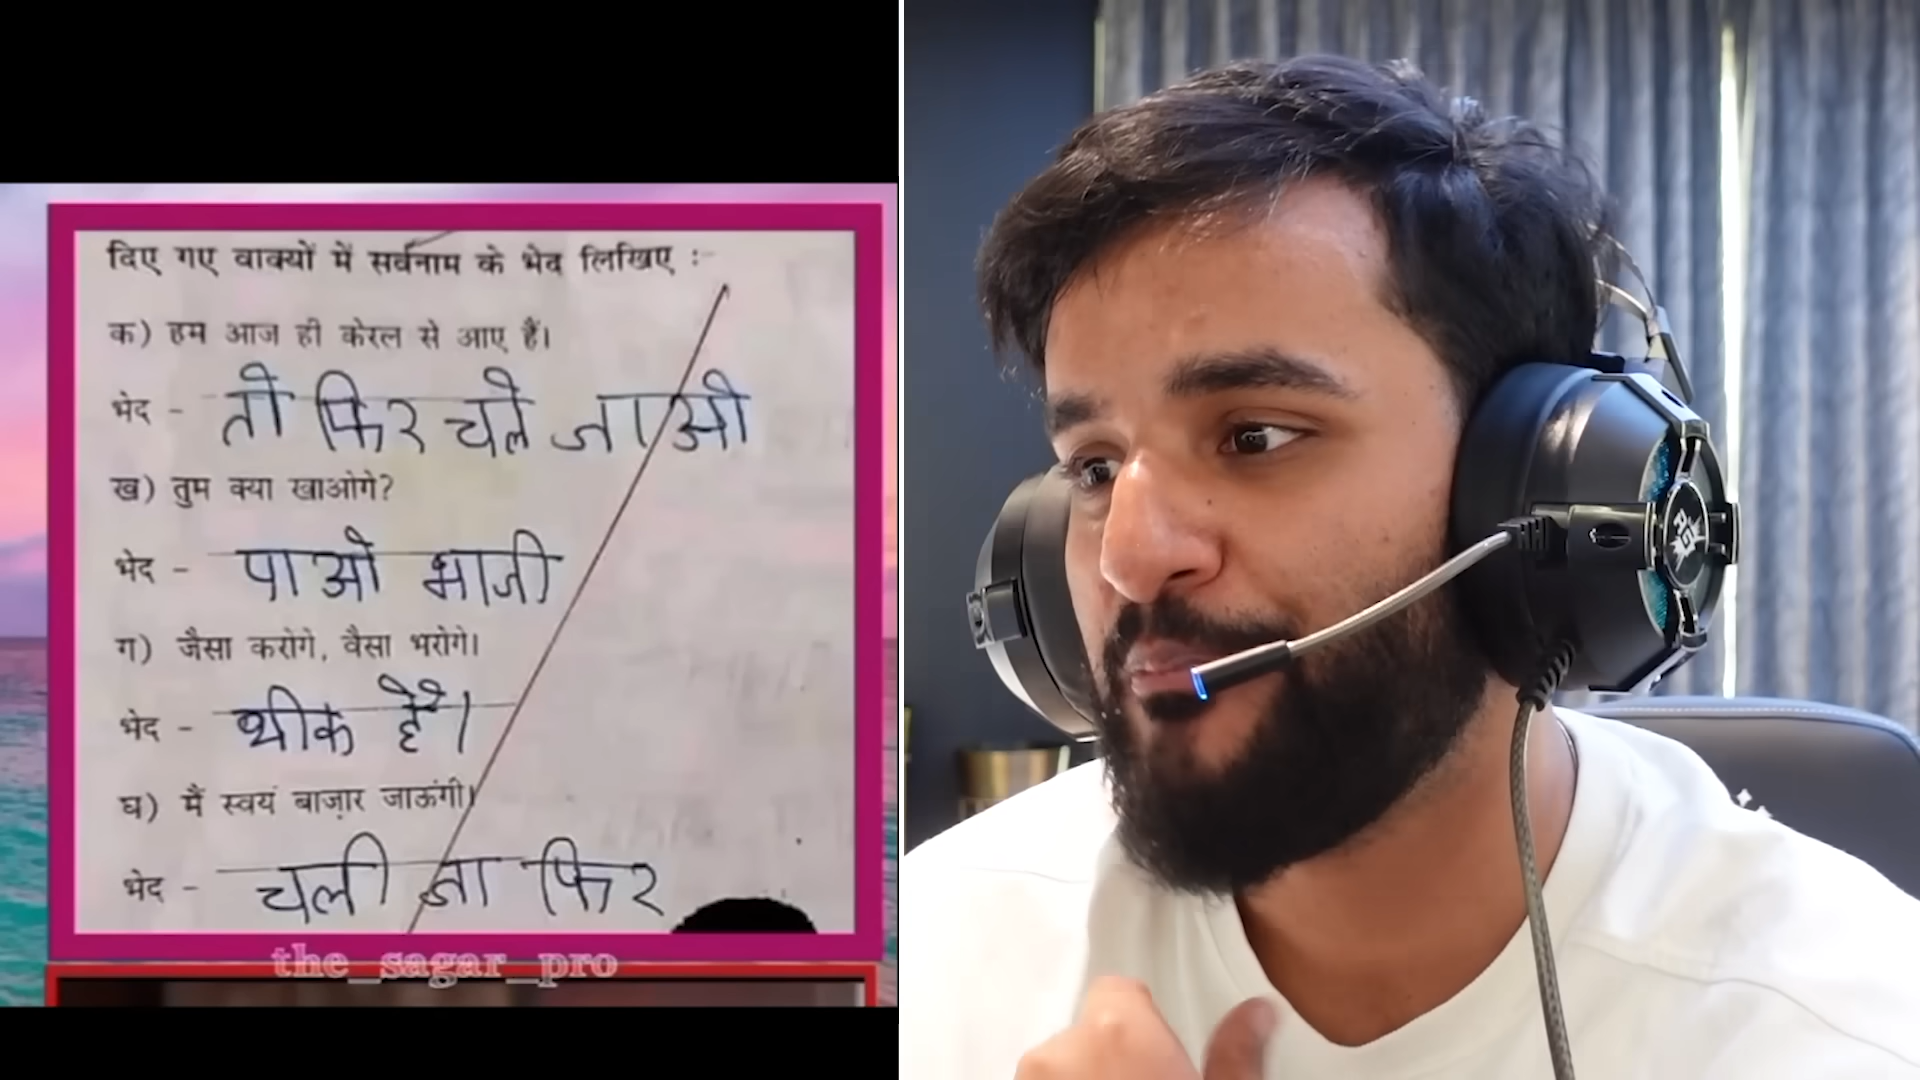 दिए गए वाक्यों में सर्वनाम के भेद लिखिए :-
क) हम आज ही केरल से आए हैं।
भेद - तो फिर चले जाओ
ख) तुम क्या खाओगे?
भेद - पाओ भाजी
ग) जैसा करोगे, वैसा भरोगे।
भेद - थीक है।
घ) मैं स्वयं बाज़ार जाऊंगी।
भेद - चली जा फिर
the_sagar_pro